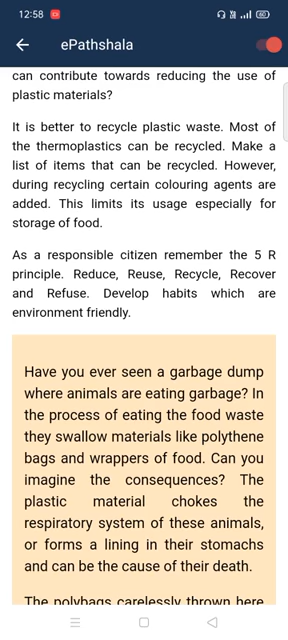 12:58
60
ePathshala
can contribute towards reducing the use of
plastic materials?
It is better to recycle plastic waste. Most of
the thermoplastics can be recycled. Make a
list of items that can be recycled. However,
during recycling certain colouring agents are
added. This limits its usage especially for
storage of food.
As a responsible citizen remember the 5 R
principle. Reduce, Reuse, Recycle, Recover
and Refuse. Develop habits which are
environment friendly.
Have you ever seen a garbage dump
where animals are eating garbage? In
the process of eating the food waste
they swallow materials like polythene
bags and wrappers of food. Can you
imagine the consequences? The
plastic material chokes the
respiratory system of these animals,
or forms a lining in their stomachs
and can be the cause of their death.
The polybags carelessly thrown here